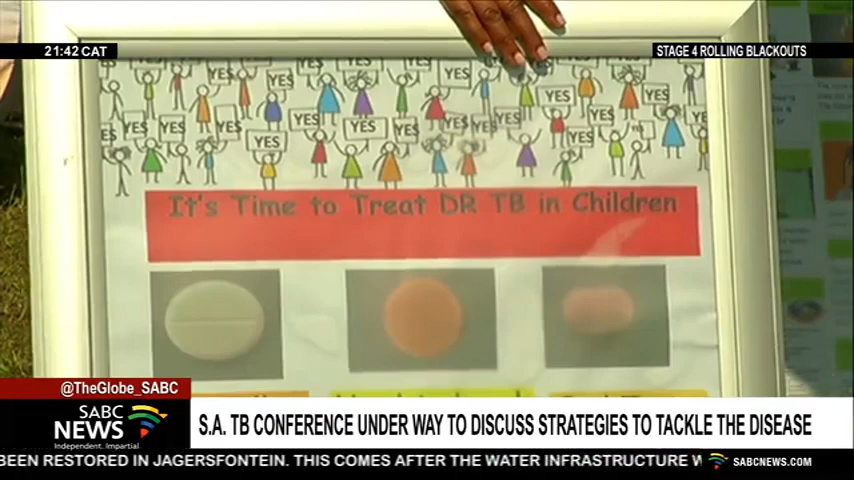 21:42 CAT
STAGE 4 ROLLING BLACKOUTS
YES YES YES YES YES
YES YES YES YES YES YES YES YES YES YES YES
YES YES
It's Time to Treat DR TB in Children
@TheGlobe_SABC
SABC
NEWS
Independent. Impartial
S.A. TB CONFERENCE UNDER WAY TO DISCUSS STRATEGIES TO TACKLE THE DISEASE
BEEN RESTORED IN JAGERSFONTEIN. THIS COMES AFTER THE WATER INFRASTRUCTURE
SABCNEWS.COM